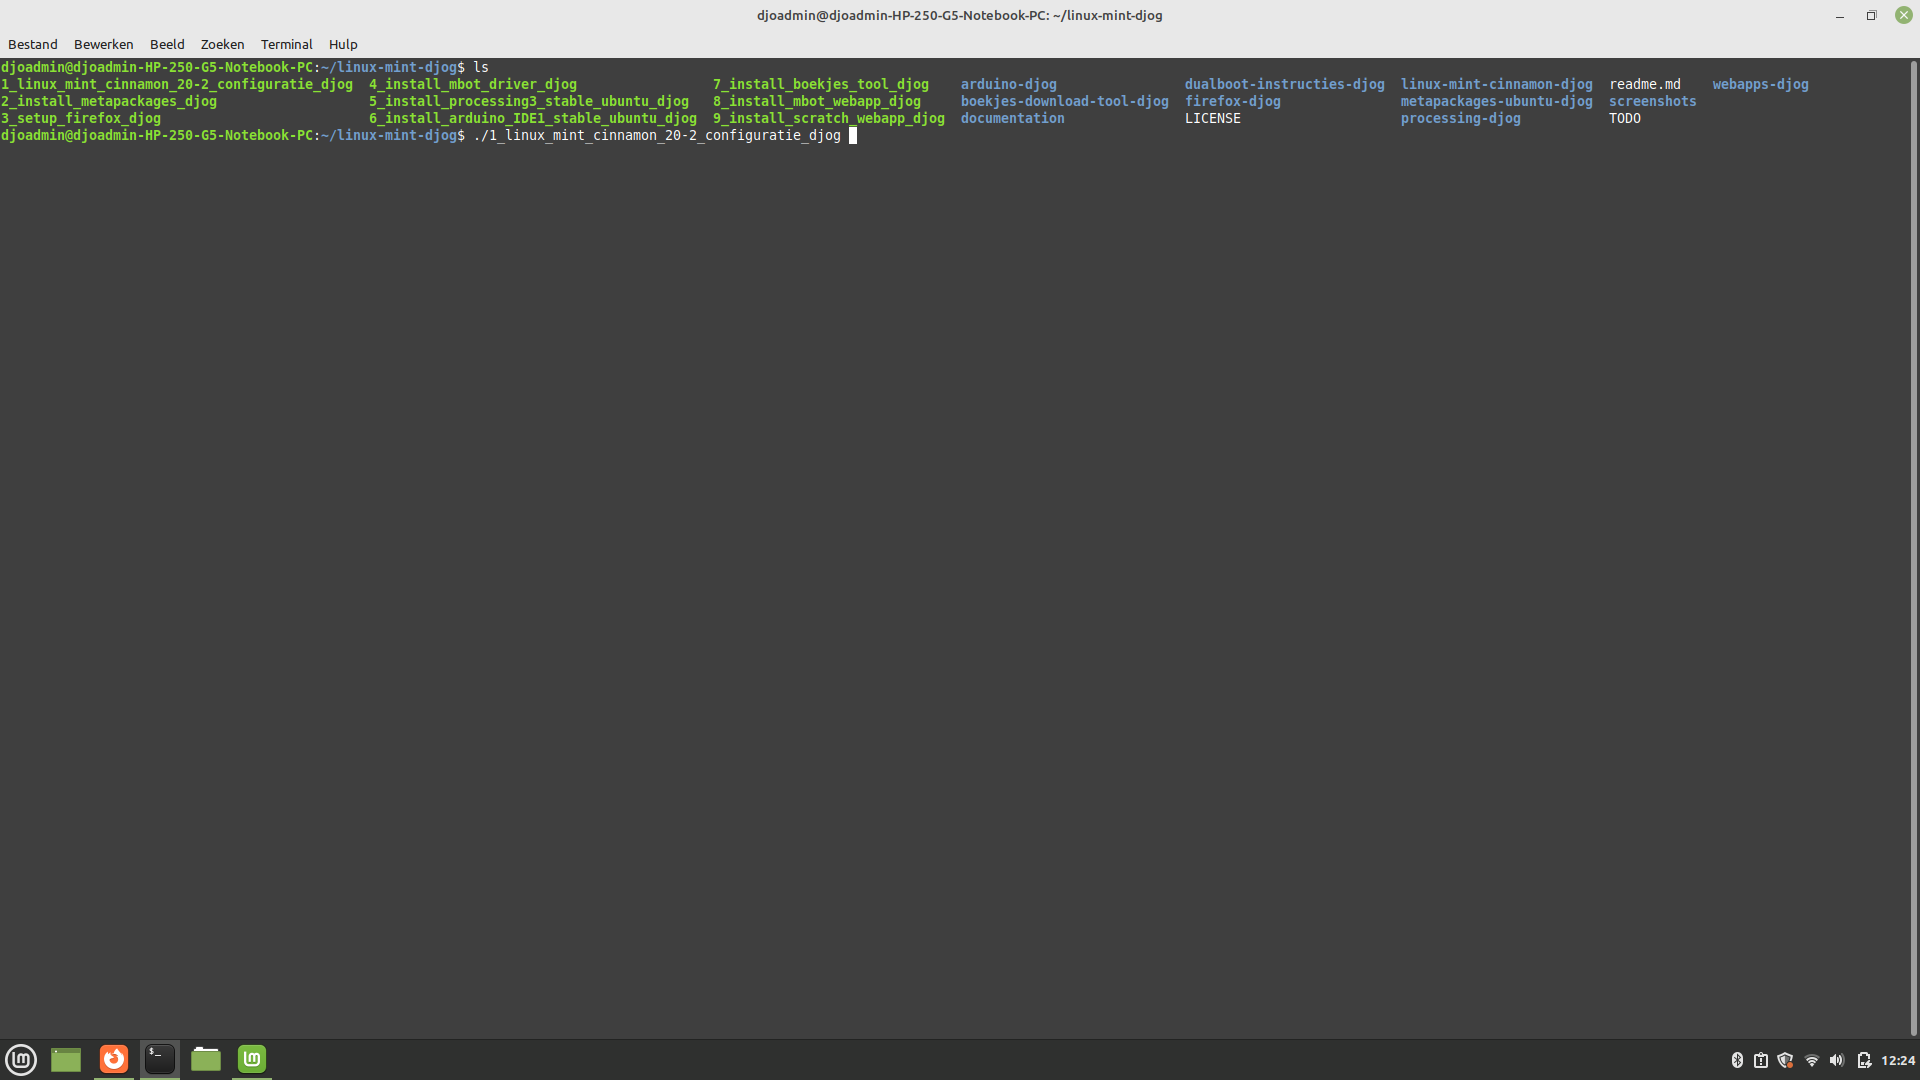 djoadmin@djoadmin-HP-250-G5-Notebook-PC: ~/linux-mint-djog
Bestand Bewerken Beeld Zoeken Terminal Hulp
djoadmin@djoadmin-HP-250-G5-Notebook-PC:~/linux-mint-djog$ ls
1_linux_mint_cinnamon_20-2_configuratie_djog 4_install_mbot_driver_djog 7_install_boekjes_tool_djog arduino-djog dualboot-instructies-djog linux-mint-cinnamon-djog readme.md webapps-djog
2_install_metapackages_djog 5_install_processing3_stable_ubuntu_djog 8_install_mbot_webapp_djog boekjes-download-tool-djog firefox-djog metapackages-ubuntu-djog screenshots
3_setup_firefox_djog 6_install_arduino_IDE1_stable_ubuntu_djog 9_install_scratch_webapp_djog documentation LICENSE processing-djog TODO
djoadmin@djoadmin-HP-250-G5-Notebook-PC:~/linux-mint-djog$ ./1_linux_mint_cinnamon_20-2_configuratie_djog
$_
12:24